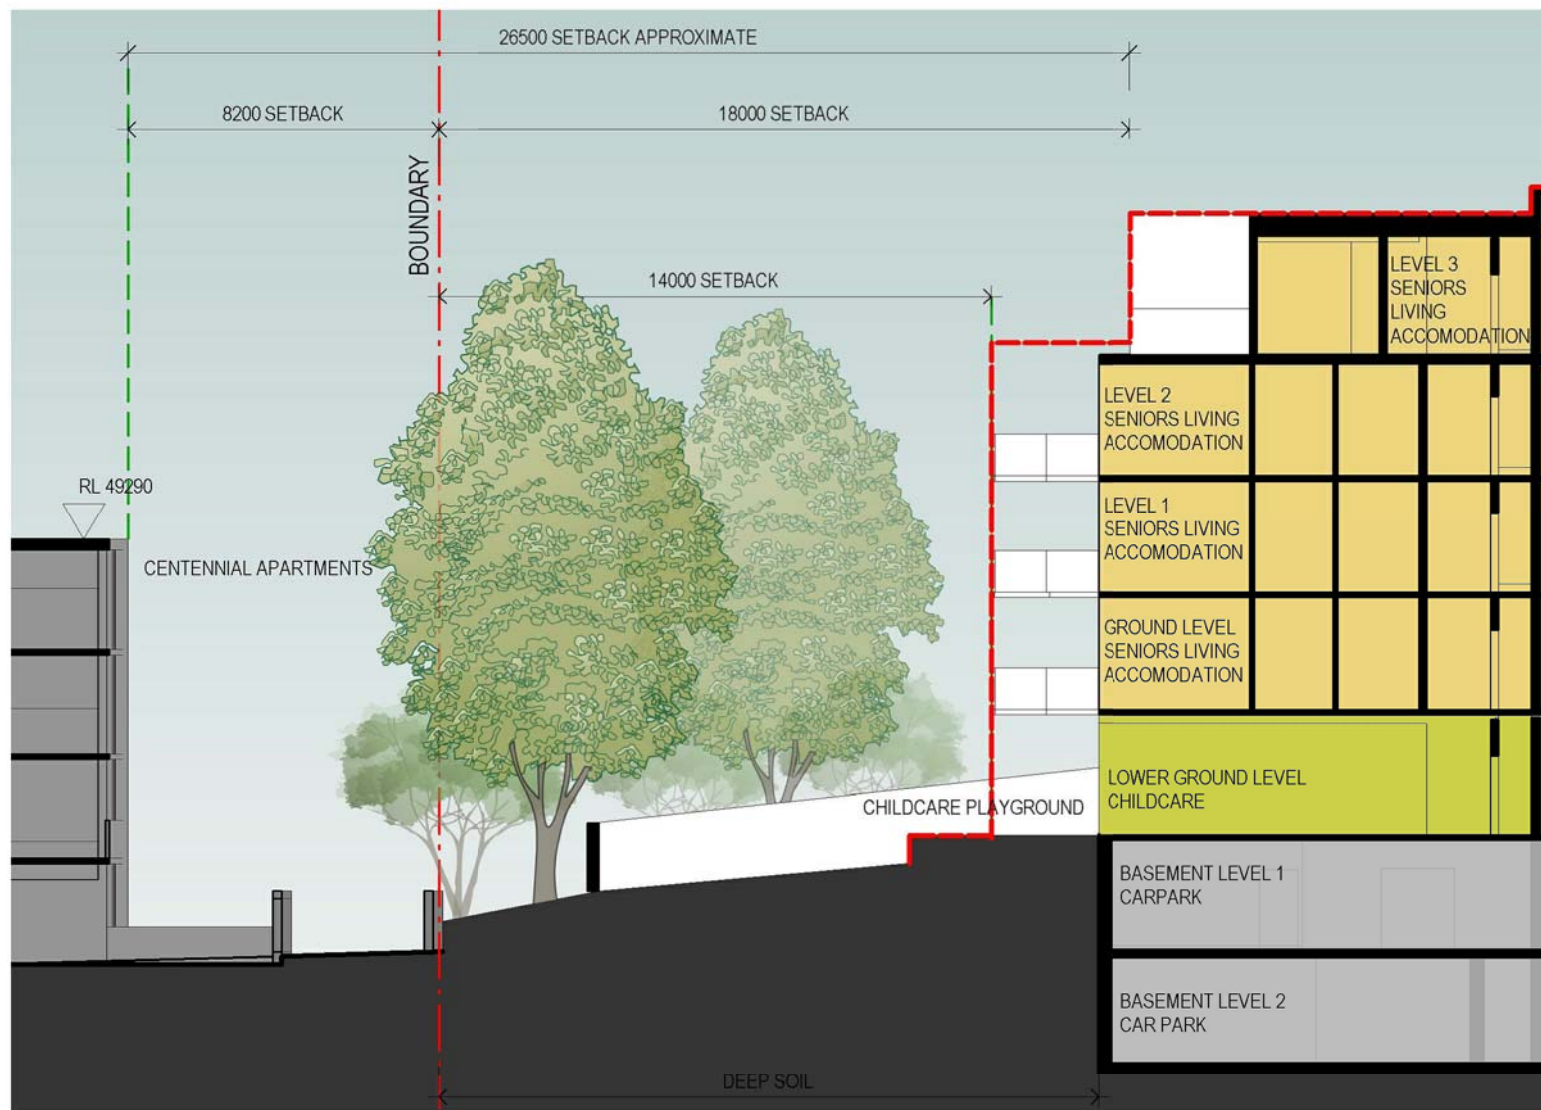 26500 SETBACK APPROXIMATE
8200 SETBACK
18000 SETBACK
BOUNDARY
14000 SETBACK
LEVEL 3
SENIORS
LIVING
ACCOMODATION
LEVEL 2
SENIORS LIVING
ACCOMODATION
RL 49290
LEVEL 1
SENIORS LIVING
ACCOMODATION
CENTENNIAL APARTMENTS
GROUND LEVEL
SENIORS LIVING
ACCOMODATION
LOWER GROUND LEVEL
CHILDCARE
CHILDCARE PLAYGROUND
BASEMENT LEVEL 1
CARPARK
BASEMENT LEVEL 2
CAR PARK
DEEP SOIL